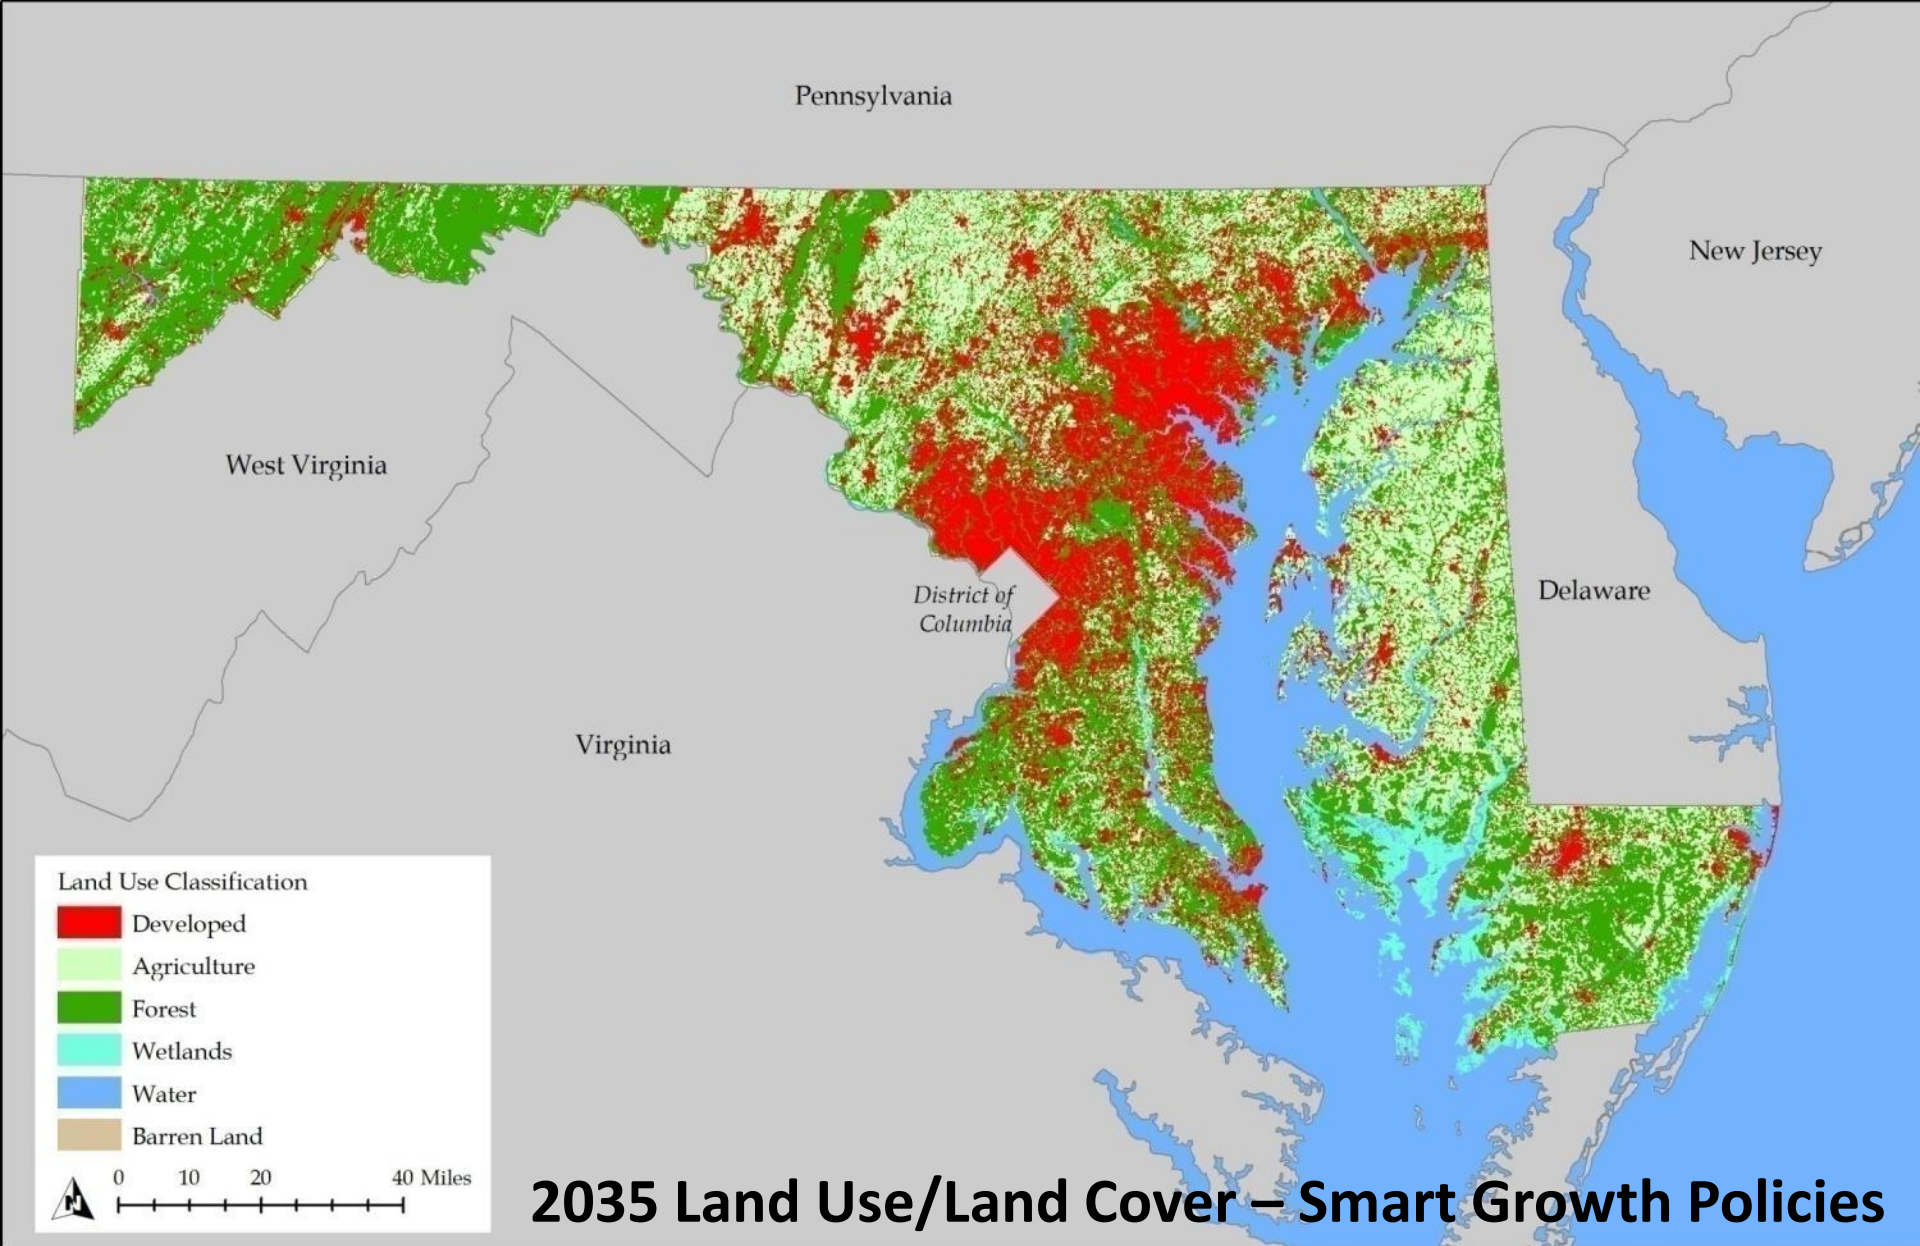 Pennsylvania
New Jersey
West Virginia
District of
Columbia
Delaware
Virginia
Land Use Classification
Developed
Agriculture
Forest
Wetlands
Water
Barren Land
0 10 20 40 Miles
N
2035 Land Use/Land Cover – Smart Growth Policies